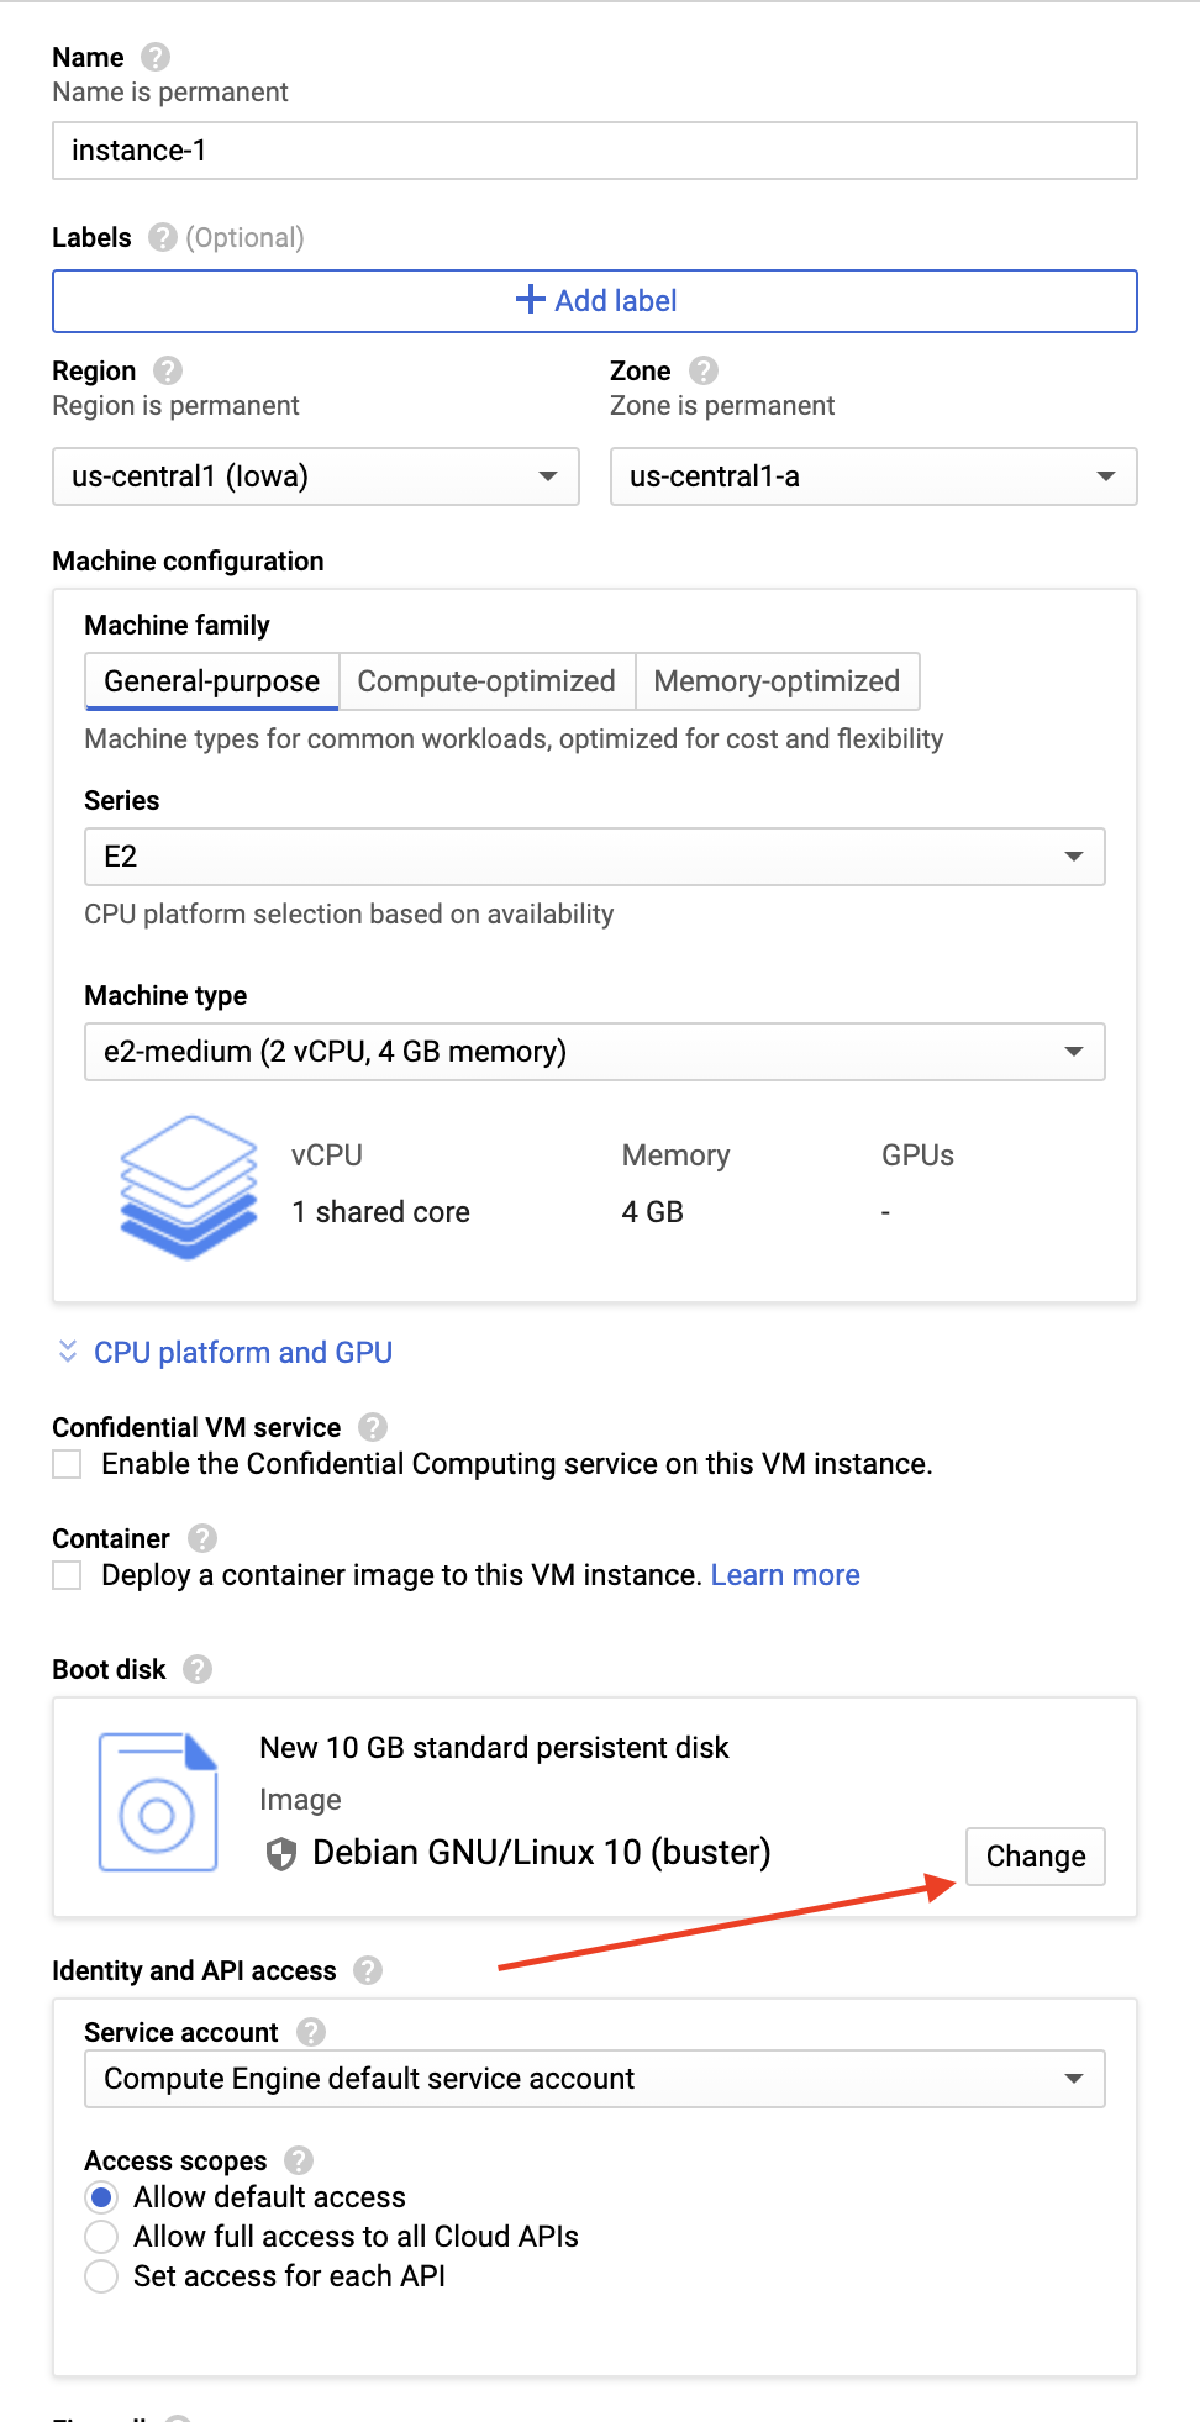 Name ?
Name is permanent
instance-1
Labels ? (Optional)
+ Add label
Region ?
Region is permanent
us-central1 (Iowa)
Zone ?
Zone is permanent
us-central1-a
Machine configuration
Machine family
General-purpose Compute-optimized Memory-optimized
Machine types for common workloads, optimized for cost and flexibility
Series
E2
CPU platform selection based on availability
Machine type
e2-medium (2 vCPU, 4 GB memory)
vCPU Memory GPUs
1 shared core 4 GB -
CPU platform and GPU
Confidential VM service ?
Enable the Confidential Computing service on this VM instance.
Container ?
Deploy a container image to this VM instance. Learn more
Boot disk ?
New 10 GB standard persistent disk
Image
Debian GNU/Linux 10 (buster)
Change
Identity and API access ?
Service account ?
Compute Engine default service account
Access scopes ?
Allow default access
Allow full access to all Cloud APIs
Set access for each API